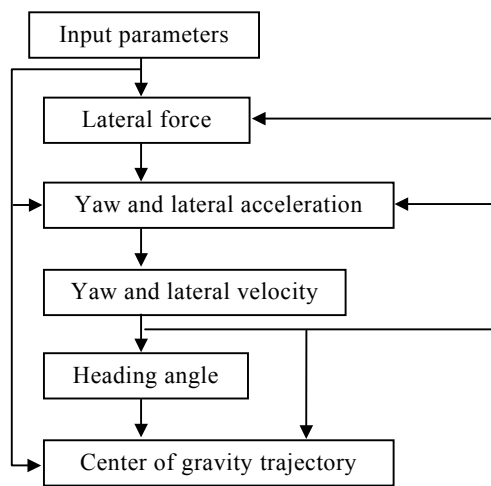 Input parameters
Lateral force
Yaw and lateral acceleration
Yaw and lateral velocity
Heading angle
Center of gravity trajectory